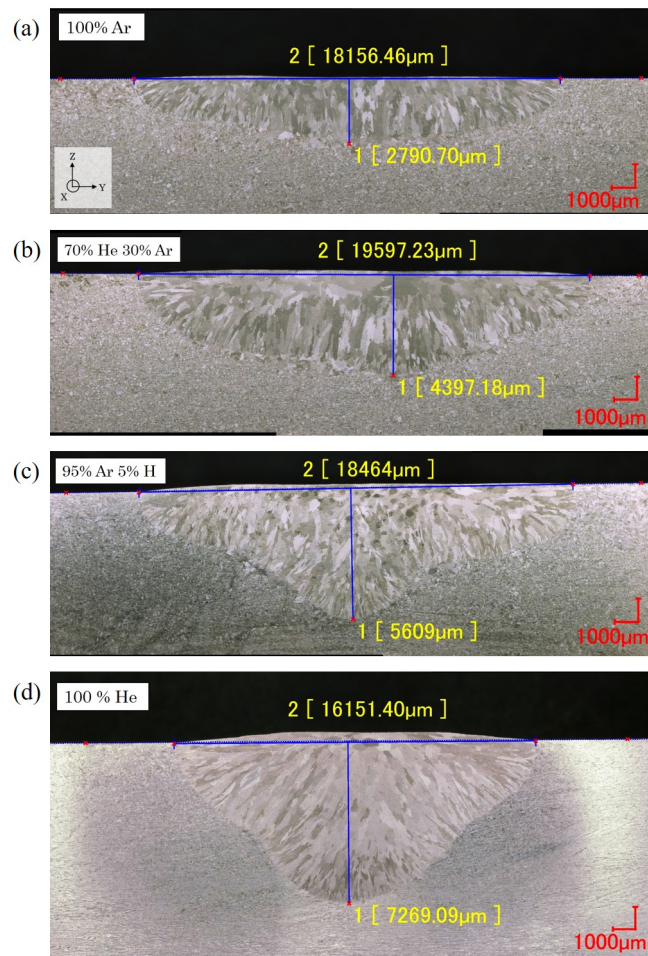 (a)
100% Ar
2 [ 18156.46μm]
1 [ 2790.70μm]
Z
X
Y
1000μm
(b)
70% He 30% Ar
2 [ 19597.23μm]
1 [ 4397.18μm]
1000μm
(c)
95% Ar 5% H
2 [ 18464μm]
1 [ 5609μm]
1000μm
(d)
100 % He
2 [ 16151.40μm]
1 [ 7269.09μm]
1000μm